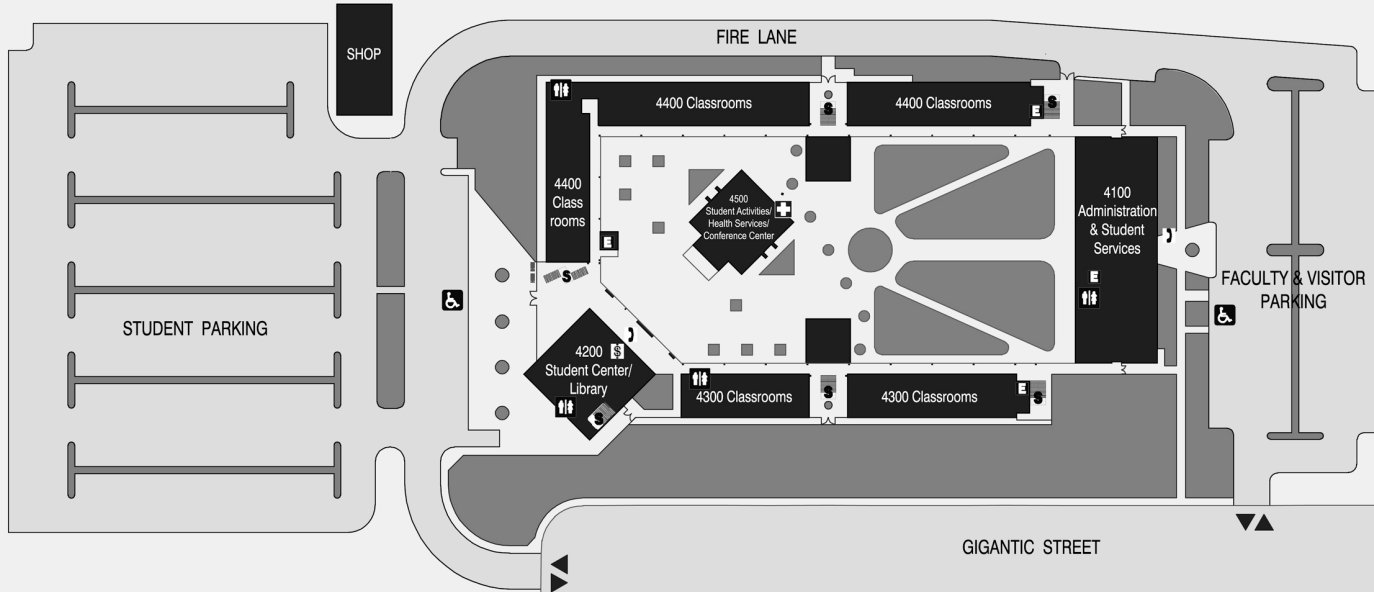 SHOP
FIRE LANE
4400 Classrooms
4400 Classrooms
4400
Class
rooms
4500
Student Activities/
Health Services/
Conference Center
4100
Administration
& Student
Services
E
E
E
E
S
S
S
S
S
S
FACULTY & VISITOR
PARKING
STUDENT PARKING
4200
Student Center/
Library
$
4300 Classrooms
4300 Classrooms
GIGANTIC STREET